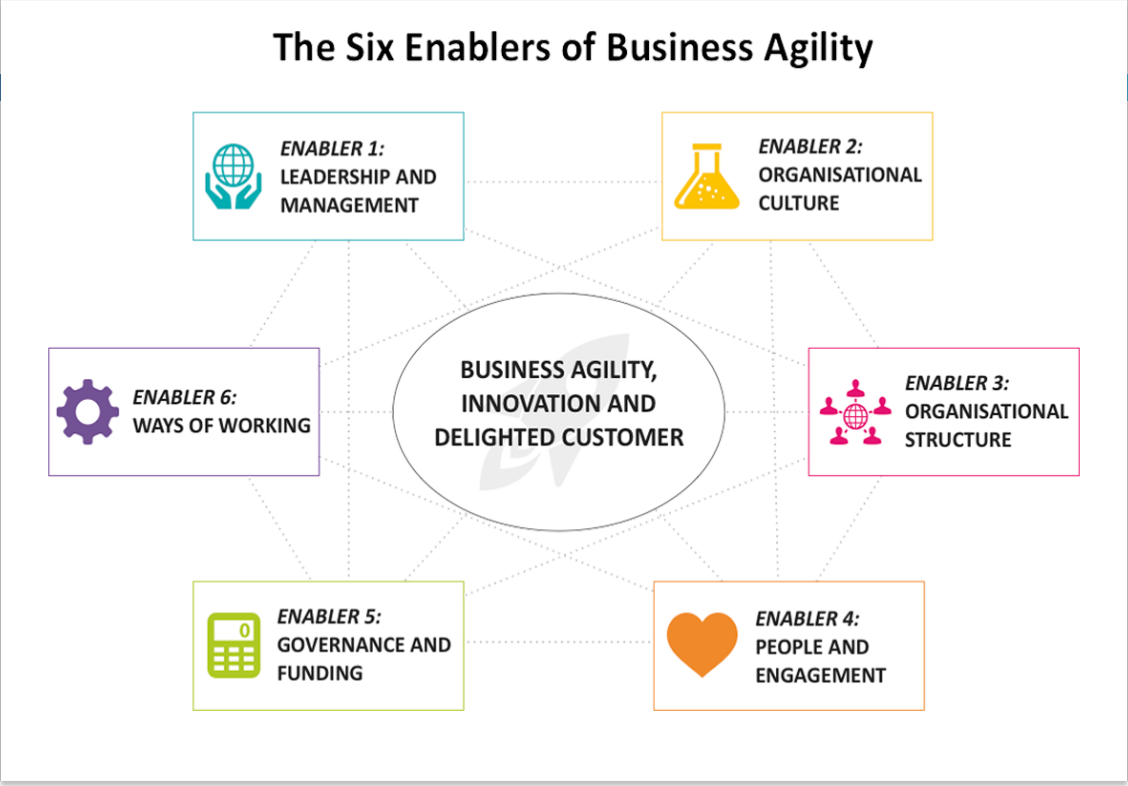 The Six Enablers of Business Agility
ENABLER 1:
LEADERSHIP AND
MANAGEMENT
ENABLER 2:
ORGANISATIONAL
CULTURE
BUSINESS AGILITY,
INNOVATION AND
DELIGHTED CUSTOMER
ENABLER 6:
WAYS OF WORKING
ENABLER 3:
ORGANISATIONAL
STRUCTURE
0
ENABLER 5:
GOVERNANCE AND
FUNDING
ENABLER 4:
PEOPLE AND
ENGAGEMENT